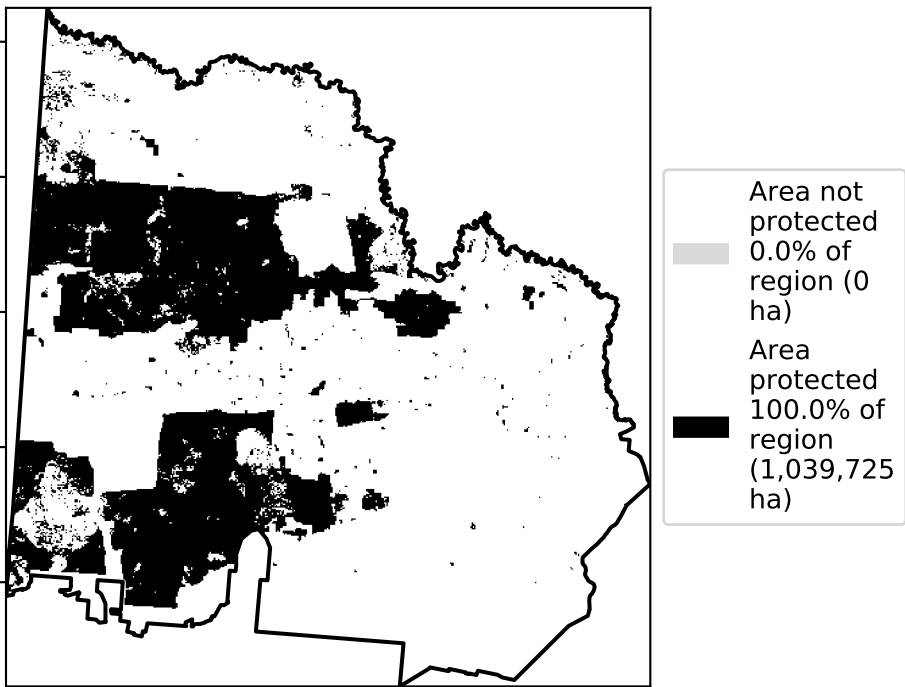 Area not
protected
0.0% of
region (0
ha)
Area
protected
100.0% of
region
(1,039,725
ha)